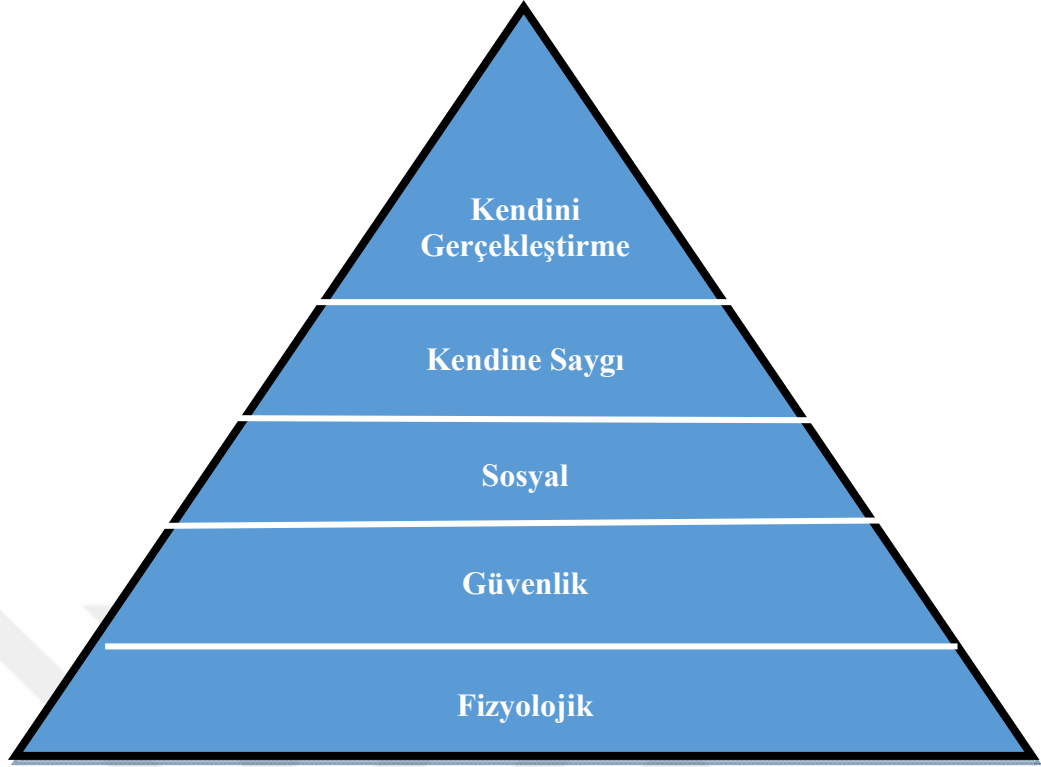 Kendini
Gerçekleştirme
Kendine Saygı
Sosyal
Güvenlik
Fizyolojik